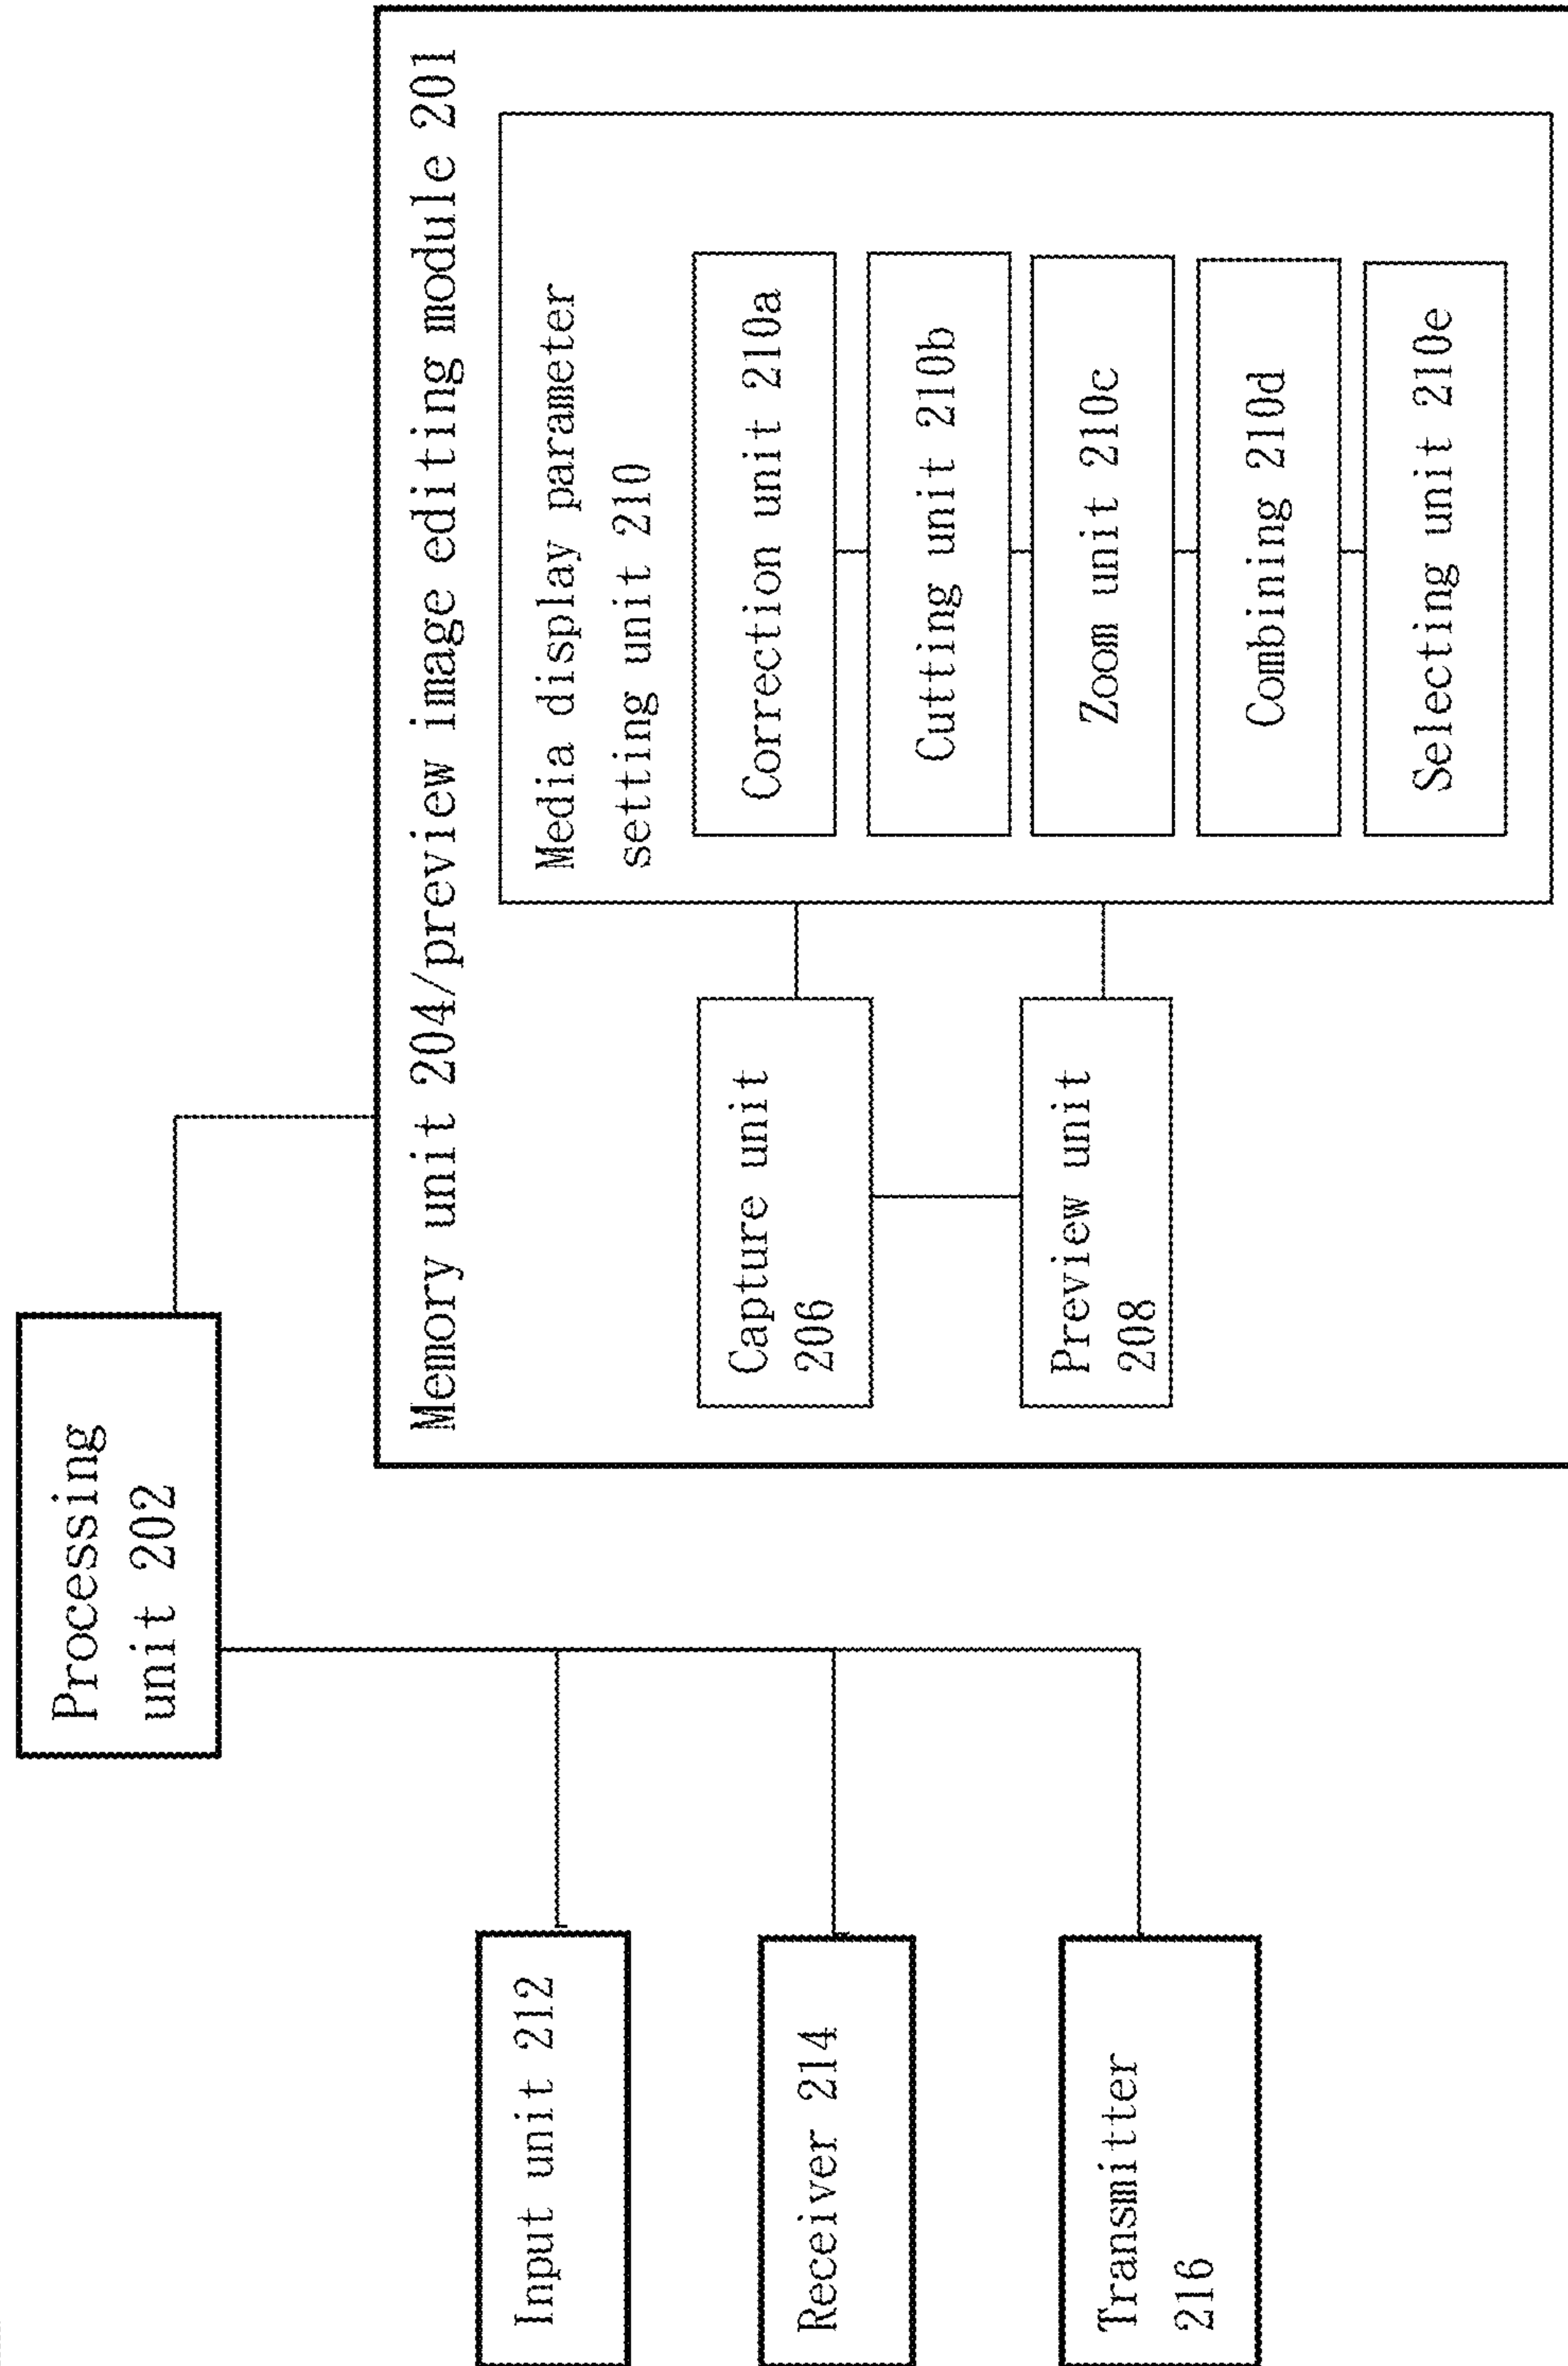 Processing
unit 202
Input unit 212
Receiver 214
Transmitter
216
Memory unit 204/preview image editing module 201
Capture unit
206
Preview unit
208
Media display parameter
setting unit 210
Correction unit 210a
Cutting unit 210b
Zoom unit 210c
Combining 210d
Selecting unit 210e